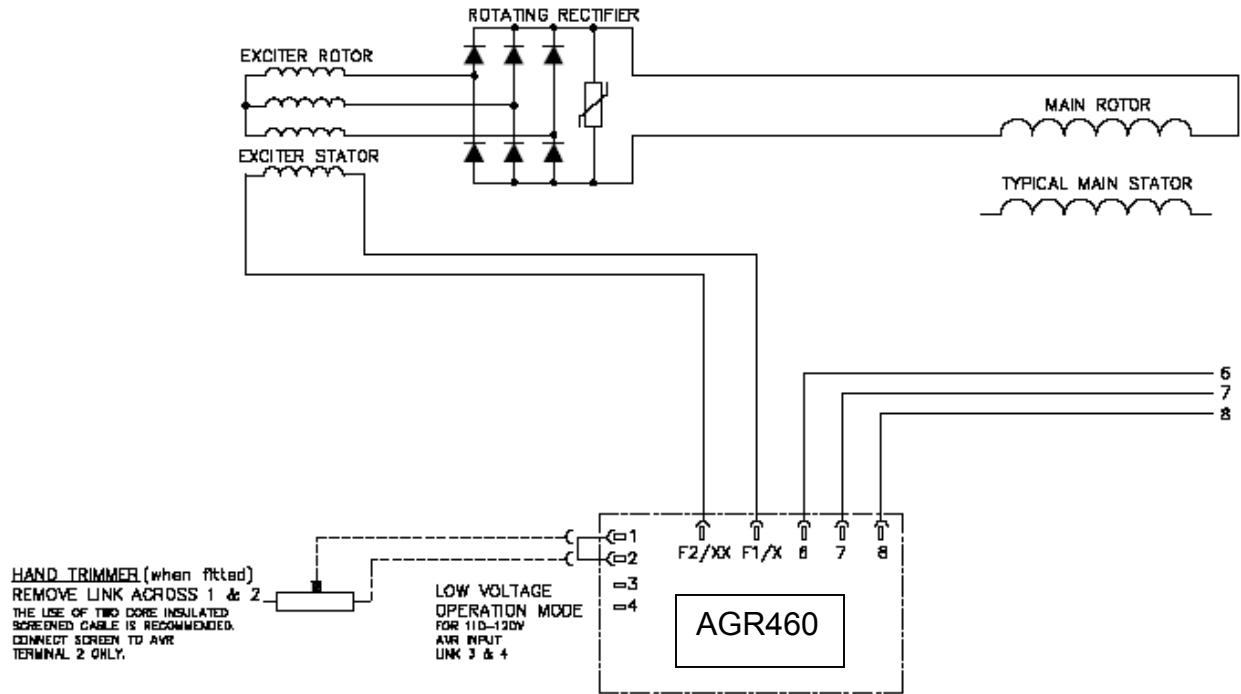 ROTATING RECTIFIER
EXCITER ROTOR
MAIN ROTOR
EXCITER STATOR
TYPICAL MAIN STATOR
6
7
8
1
2
3
4
F2/XX F1/X 6 7 8
HAND TRIMMER (when fitted)
REMOVE LINK ACROSS 1 & 2
THE USE OF TWO CORE INSULATED
SCREENED CABLE IS RECOMMENDED.
CONNECT SCREEN TO AVR
TERMINAL 2 ONLY.
LOW VOLTAGE
OPERATION MODE
FOR 110-120V
AVR INPUT
LINK 3 & 4
AGR460